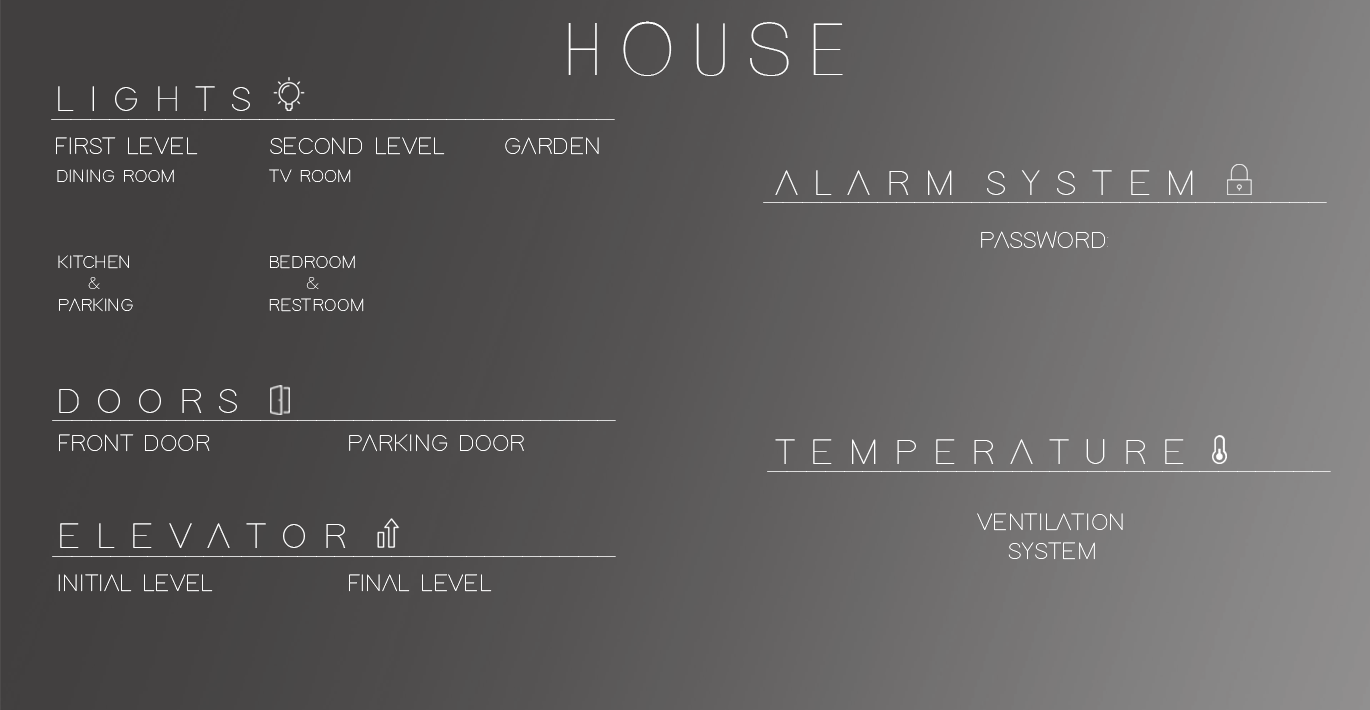 HOUSE
LIGHTS
FIRST LEVEL SECOND LEVEL GARDEN
DINING ROOM TV ROOM
KITCHEN
&
PARKING
BEDROOM
&
RESTROOM
DOORS
FRONT DOOR PARKING DOOR
ELEVATOR
INITIAL LEVEL FINAL LEVEL
ALARM SYSTEM
PASSWORD:
TEMPERATURE
VENTILATION
SYSTEM